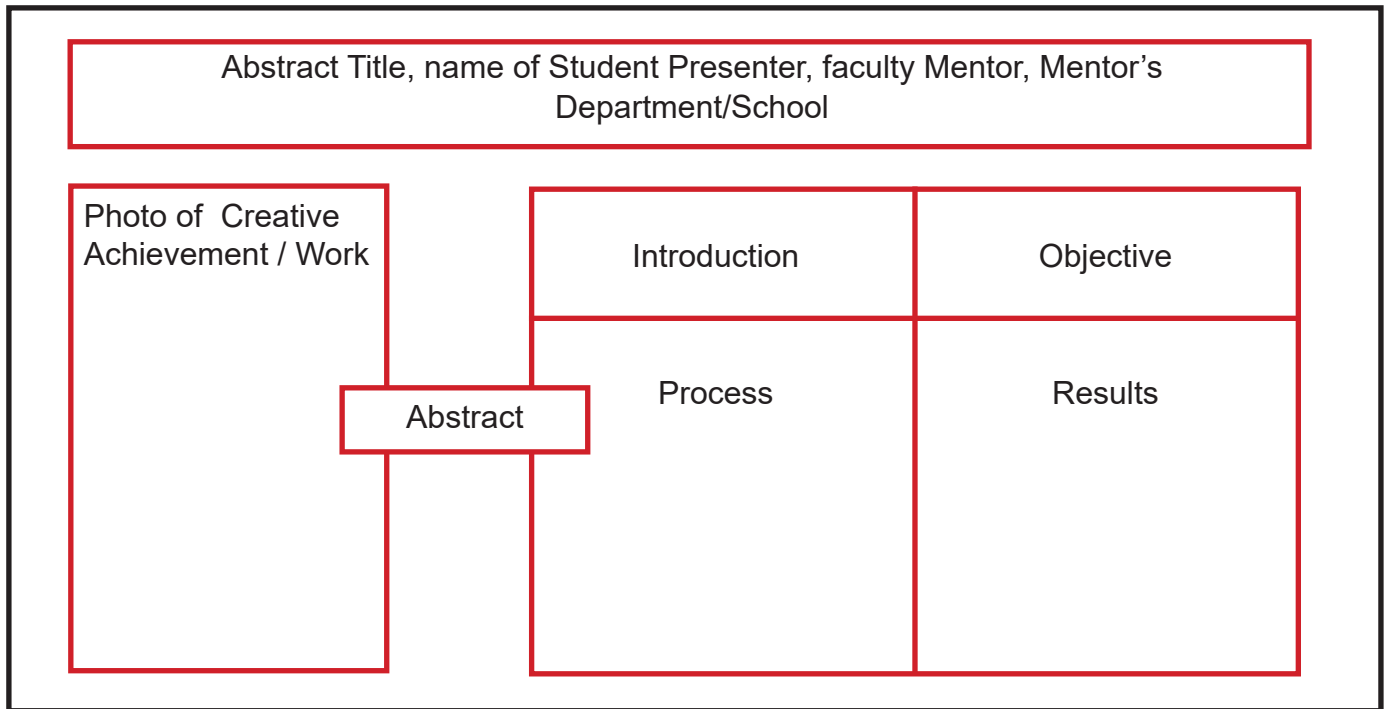 Abstract Title, name of Student Presenter, faculty Mentor, Mentor’s
Department/School
Photo of  Creative
Achievement / Work
Introduction
Objective
Abstract
Process
Results